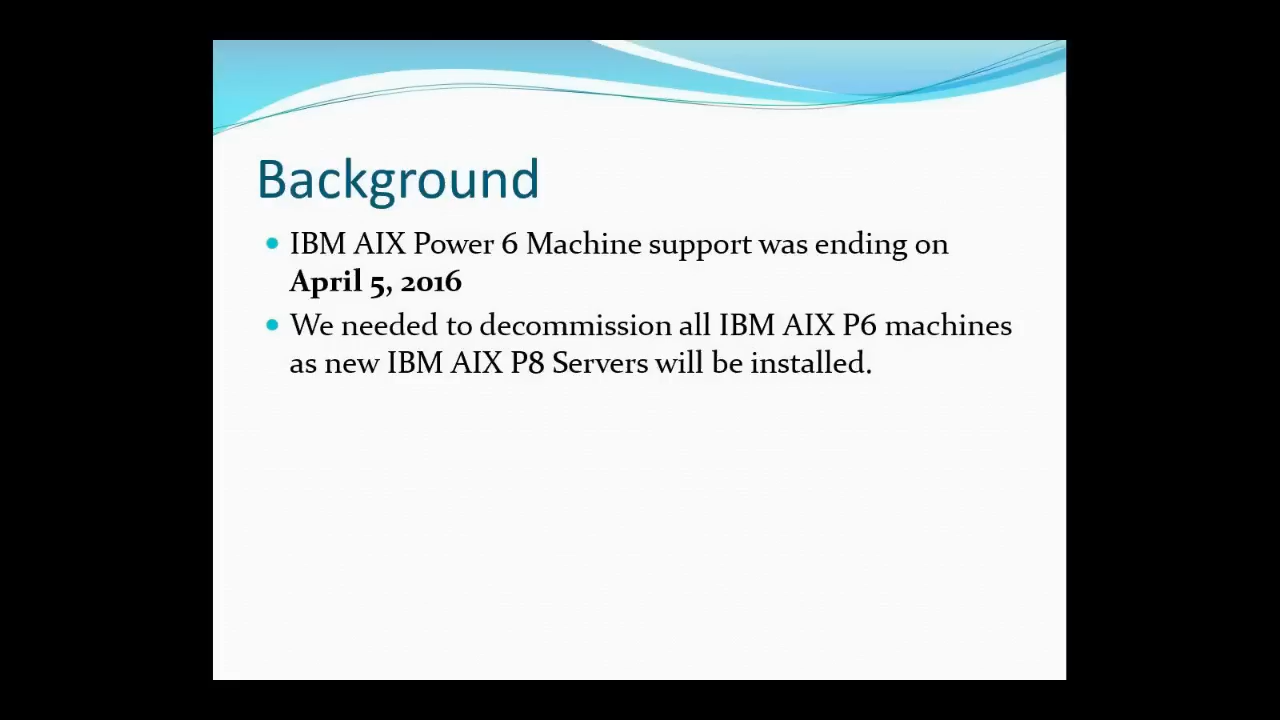 Background
• IBM AIX Power 6 Machine support was ending on
April 5, 2016
• We needed to decommission all IBM AIX P6 machines
as new IBM AIX P8 Servers will be installed.